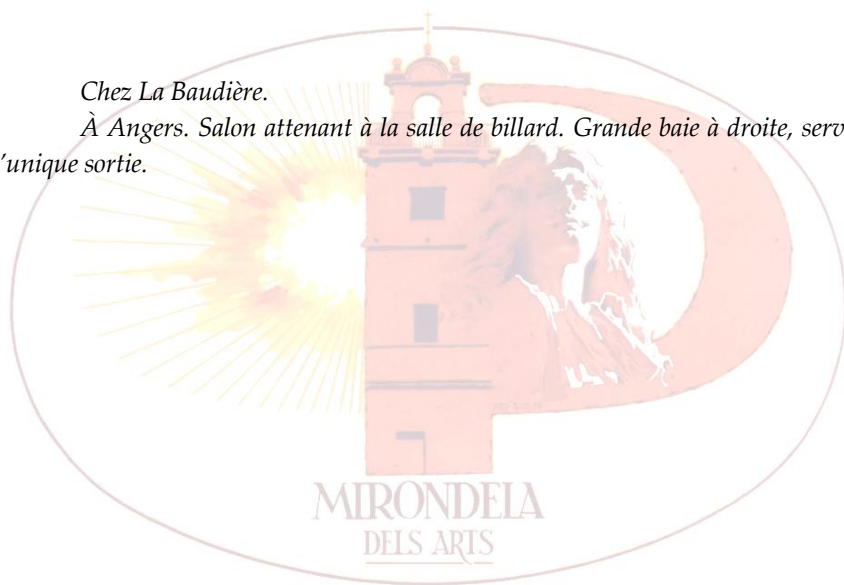 Chez La Baudière.
À Angers. Salon attenant à la salle de billard. Grande baie à droite, serv
'unique sortie.
MIRONDELA
DELS ARTS